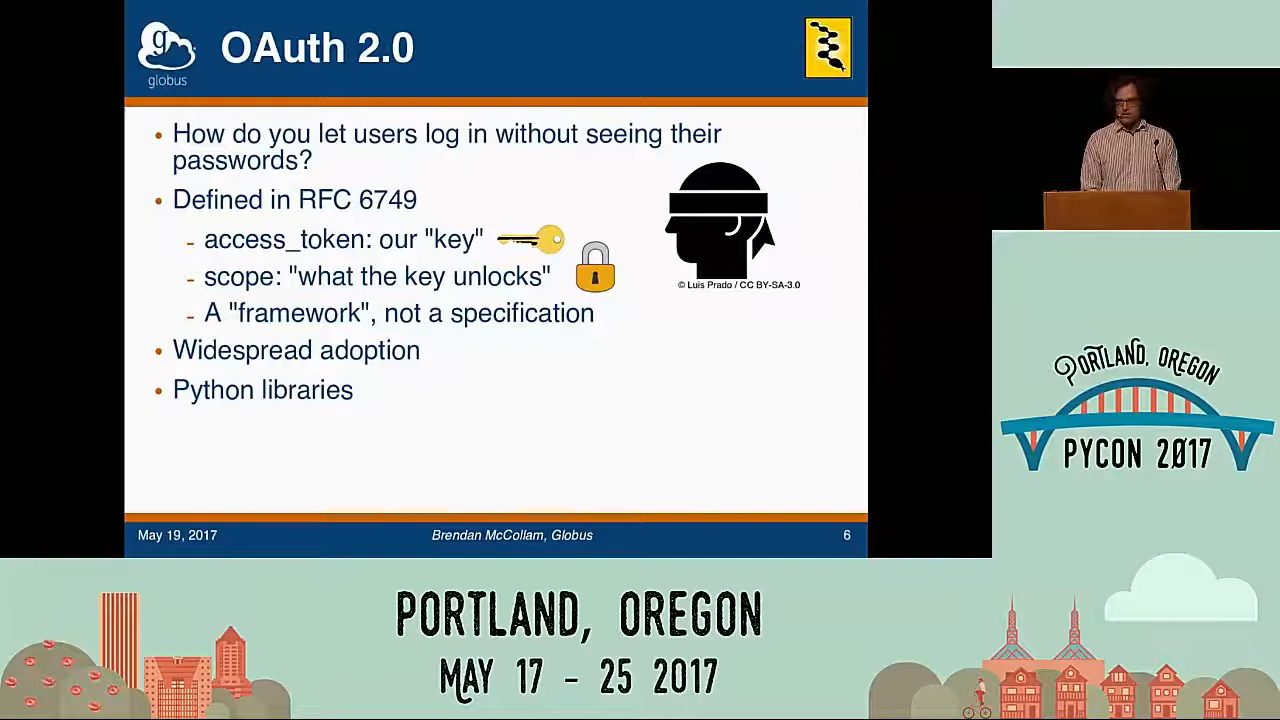 g
globus
OAuth 2.0
• How do you let users log in without seeing their
passwords?
• Defined in RFC 6749
- access_token: our "key"
- scope: "what the key unlocks"
- A "framework", not a specification
• Widespread adoption
• Python libraries
© Luis Prado / CC BY-SA-3.0
May 19, 2017
Brendan McCollam, Globus
6
PORTLAND, OREGON
PYCON 2017
PORTLAND, OREGON
MAY 17 - 25 2017